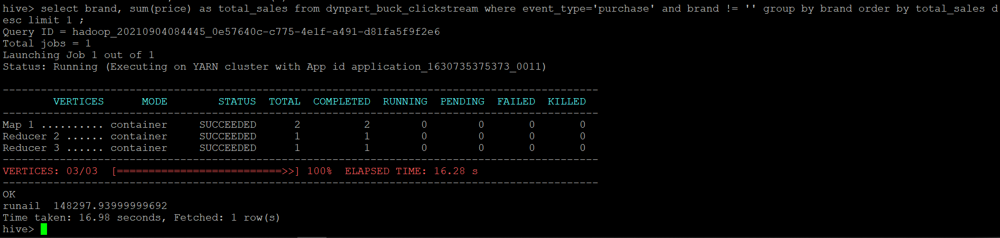 hive> select brand, sum(price) as total_sales from dynpart_buck_clickstream where event_type='purchase' and brand != '' group by brand order by total_sales d
esc limit 1 ;
Query ID = hadoop_20210904084445_0e57640c-c775-4e1f-a491-d81fa5f9f2e6
Total jobs = 1
Launching Job 1 out of 1
Status: Running (Executing on YARN cluster with App id application_1630735375373_0011)
----------------------------------------------------------------------------------------------
        VERTICES      MODE        STATUS  TOTAL  COMPLETED  RUNNING  PENDING  FAILED  KILLED
----------------------------------------------------------------------------------------------
Map 1 .......... container     SUCCEEDED      2          2        0        0       0       0
Reducer 2 ...... container     SUCCEEDED      1          1        0        0       0       0
Reducer 3 ...... container     SUCCEEDED      1          1        0        0       0       0
----------------------------------------------------------------------------------------------
VERTICES: 03/03  [==========================>>] 100%  ELAPSED TIME: 16.28 s
----------------------------------------------------------------------------------------------
OK
runail  148297.93999999692
Time taken: 16.98 seconds, Fetched: 1 row(s)
hive>